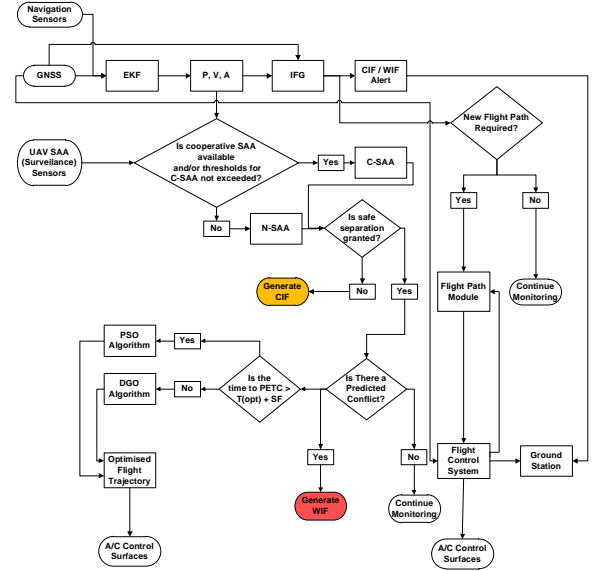 Navigation
Sensors
GNSS
EKF
P, V, A
IFG
CIF / WIF
Alert
New Flight Path
Required?
UAV SAA
(Surveilance)
Sensors
Is cooperative SAA
available
and/or thresholds for
C-SAA not exceeded?
Yes
C-SAA
No
N-SAA
Is safe
separation
granted?
Yes
No
Generate
CIF
No
Yes
Flight Path
Module
Continue
Monitoring
PSO
Algorithm
Yes
DGO
Algorithm
No
Is the
time to PETC >
T(opt) + SF
Is There a
Predicted
Conflict?
Optimised
Flight
Trajectory
Yes
No
Flight
Control
System
Ground
Station
Generate
WIF
Continue
Monitoring
A/C Control
Surfaces
A/C Control
Surfaces